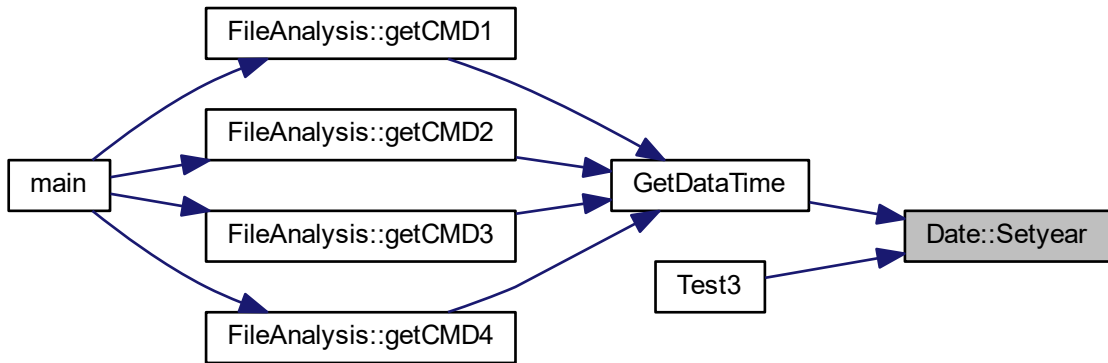 FileAnalysis::getCMD1
FileAnalysis::getCMD2
main
GetDataTime
FileAnalysis::getCMD3
Date::Setyear
Test3
FileAnalysis::getCMD4